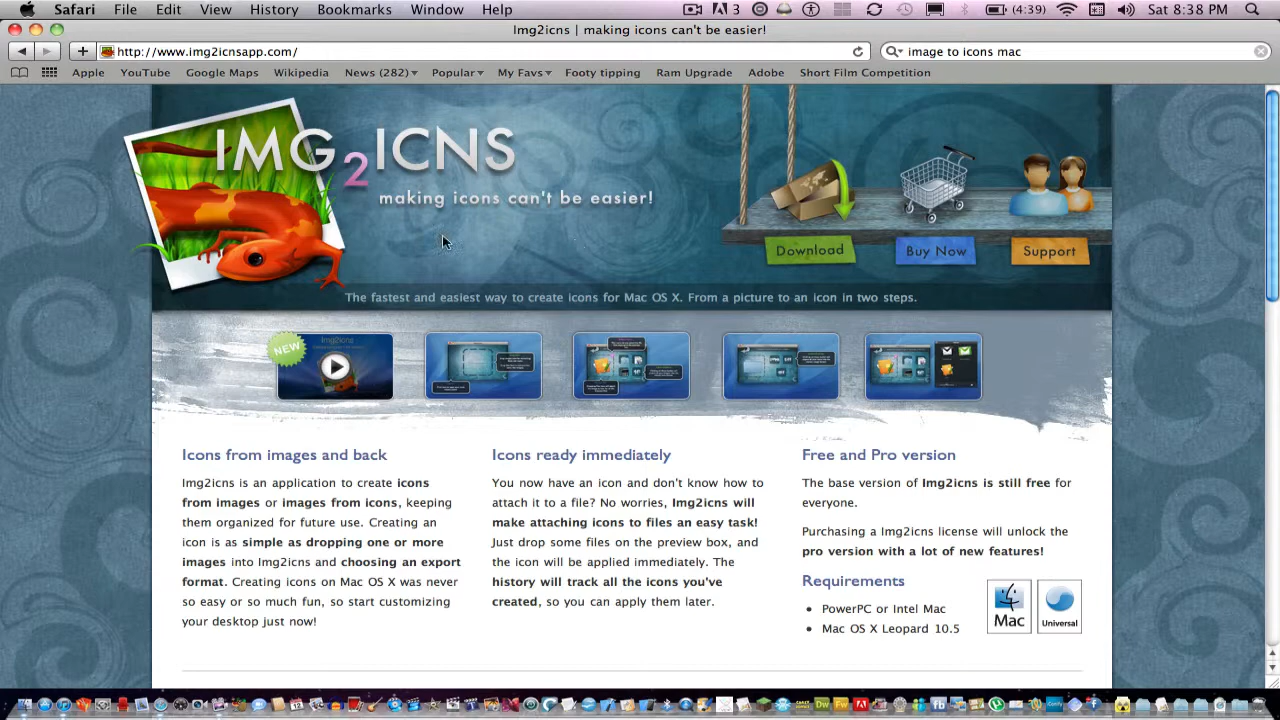 Safari File Edit View History Bookmarks Window Help 3 (4:39) Sat 8:38 PM
Img2icns | making icons can't be easier!
http://www.img2icnsapp.com/ image to icons mac
Apple YouTube Google Maps Wikipedia News (282) Popular My Favs Footy tipping Ram Upgrade Adobe Short Film Competition
IMG2ICNS
making icons can't be easier!
Download Buy Now Support
The fastest and easiest way to create icons for Mac OS X. From a picture to an icon in two steps.
NEW
Img2icns
Icons from images and back
Img2icns is an application to create icons
from images or images from icons, keeping
them organized for future use. Creating an
icon is as simple as dropping one or more
images into Img2icns and choosing an export
format. Creating icons on Mac OS X was never
so easy or so much fun, so start customizing
your desktop just now!
Icons ready immediately
You now have an icon and don't know how to
attach it to a file? No worries, Img2icns will
make attaching icons to files an easy task!
Just drop some files on the preview box, and
the icon will be applied immediately. The
history will track all the icons you've
created, so you can apply them later.
Free and Pro version
The base version of Img2icns is still free for
everyone.
Purchasing a Img2icns license will unlock the
pro version with a lot of new features!
Requirements
• PowerPC or Intel Mac
• Mac OS X Leopard 10.5
Mac Universal